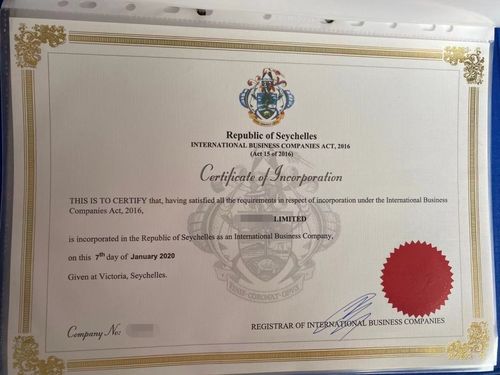 Republic of Seychelles
INTERNATIONAL BUSINESS COMPANIES ACT, 2016
(Act 15 of 2016)
Certificate of Incorporation
THIS IS TO CERTIFY that, having satisfied all the requirements in respect of incorporation under the International Business
Companies Act, 2016,
LIMITED
is incorporated in the Republic of Seychelles as an International Business Company,
on this 7th day of January 2020
Given at Victoria, Seychelles.
FINIS CORONAT OPUS
Company No:
REGISTRAR OF INTERNATIONAL BUSINESS COMPANIES